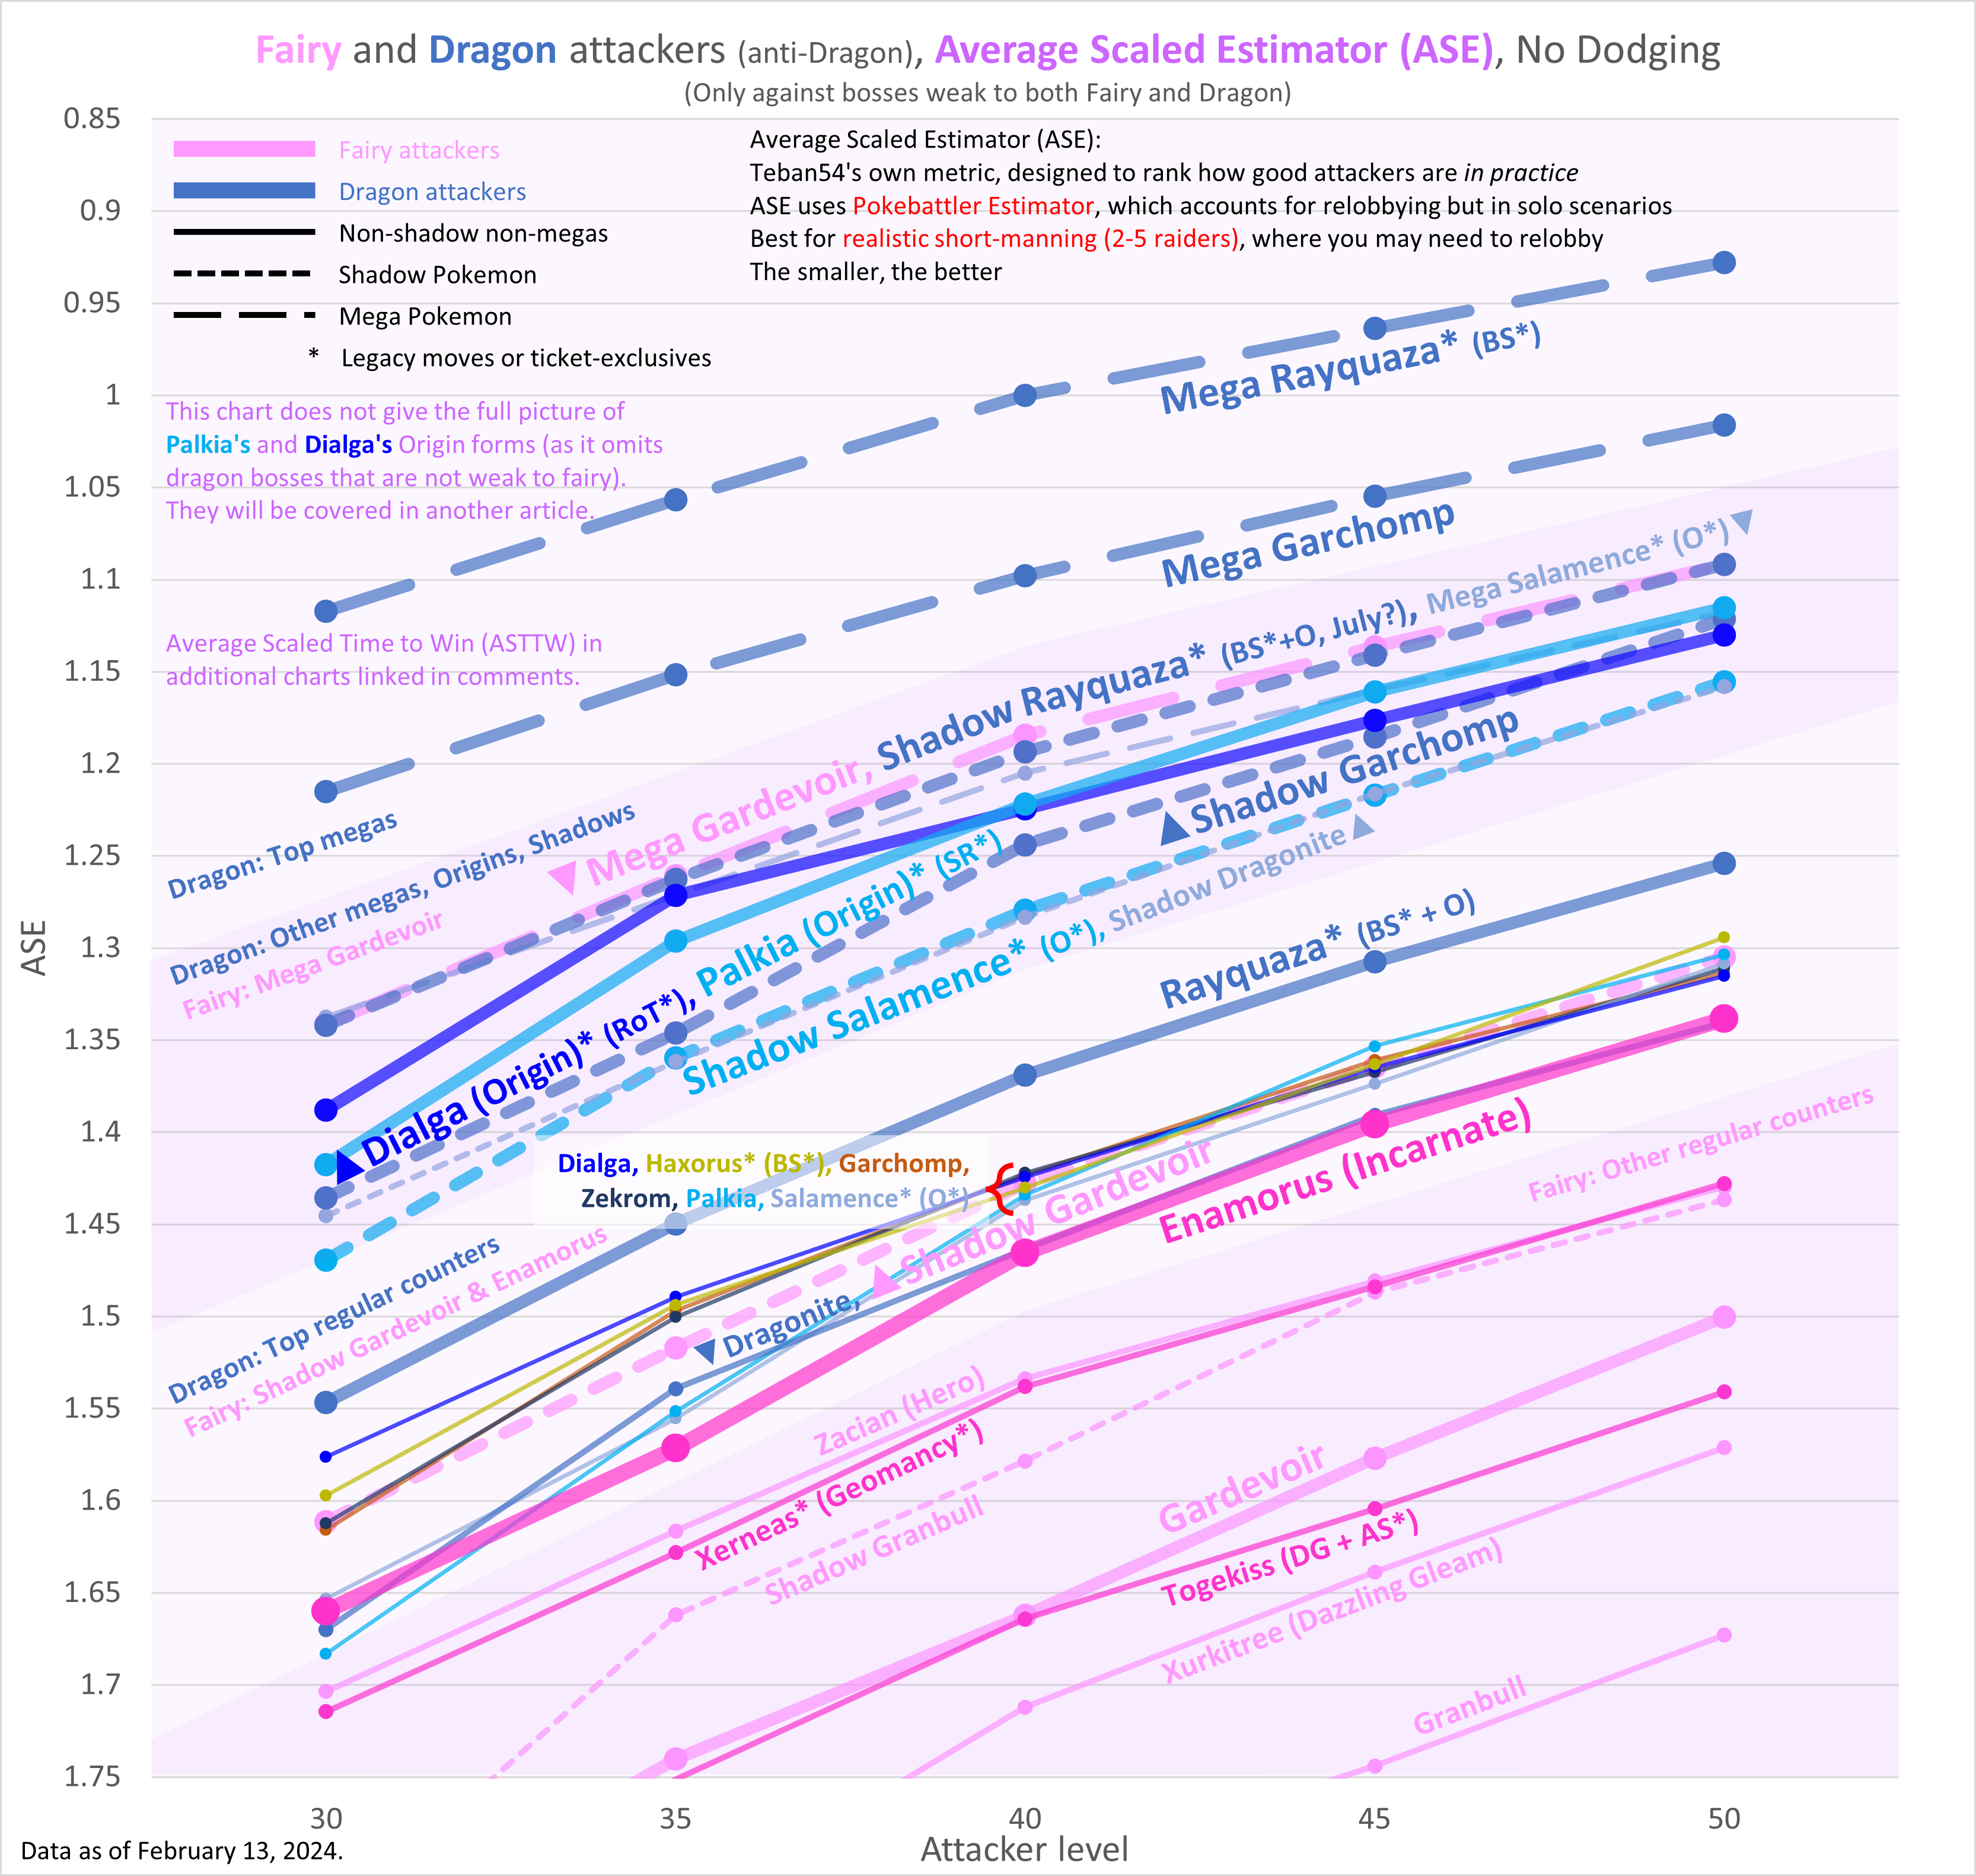 Fairy and Dragon attackers (anti-Dragon), Average Scaled Estimator (ASE), No Dodging
(Only against bosses weak to both Fairy and Dragon)
0.85
0.9
0.95
1
1.05
1.1
1.15
1.2
1.25
1.3
1.35
1.4
1.45
1.5
1.55
1.6
1.65
1.7
1.75
ASE
Fairy attackers
Dragon attackers
Non-shadow non-megas
Shadow Pokemon
Mega Pokemon
* Legacy moves or ticket-exclusives
Average Scaled Estimator (ASE):
Teban54's own metric, designed to rank how good attackers are in practice
ASE uses Pokebattler Estimator, which accounts for relobbying but in solo scenarios
Best for realistic short-manning (2-5 raiders), where you may need to relobby
The smaller, the better
This chart does not give the full picture of
Palkia's and Dialga's Origin forms (as it omits
dragon bosses that are not weak to fairy).
They will be covered in another article.
Average Scaled Time to Win (ASTTW) in
additional charts linked in comments.
Mega Rayquaza* (BS*)
Mega Garchomp
▼Mega Gardevoir, Shadow Rayquaza* (BS*+O, July?), Mega Salamence* (O*)▼
Dragon: Top megas
Dragon: Other megas, Origins, Shadows
Fairy: Mega Gardevoir
▲Dialga (Origin)* (RoT*), Palkia (Origin)* (SR*)
▲Shadow Garchomp
Shadow Salamence* (O*), Shadow Dragonite▲
Rayquaza* (BS* + O)
Dialga, Haxorus* (BS*), Garchomp,
Zekrom, Palkia, Salamence* (O*)
{
Dragon: Top regular counters
Fairy: Shadow Gardevoir & Enamorus
▼Dragonite, ▲Shadow Gardevoir
Enamorus (Incarnate)
Fairy: Other regular counters
Zacian (Hero)
Xerneas* (Geomancy*)
Shadow Granbull
Gardevoir
Togekiss (DG + AS*)
Xurkitree (Dazzling Gleam)
Granbull
30
35
40
45
50
Attacker level
Data as of February 13, 2024.